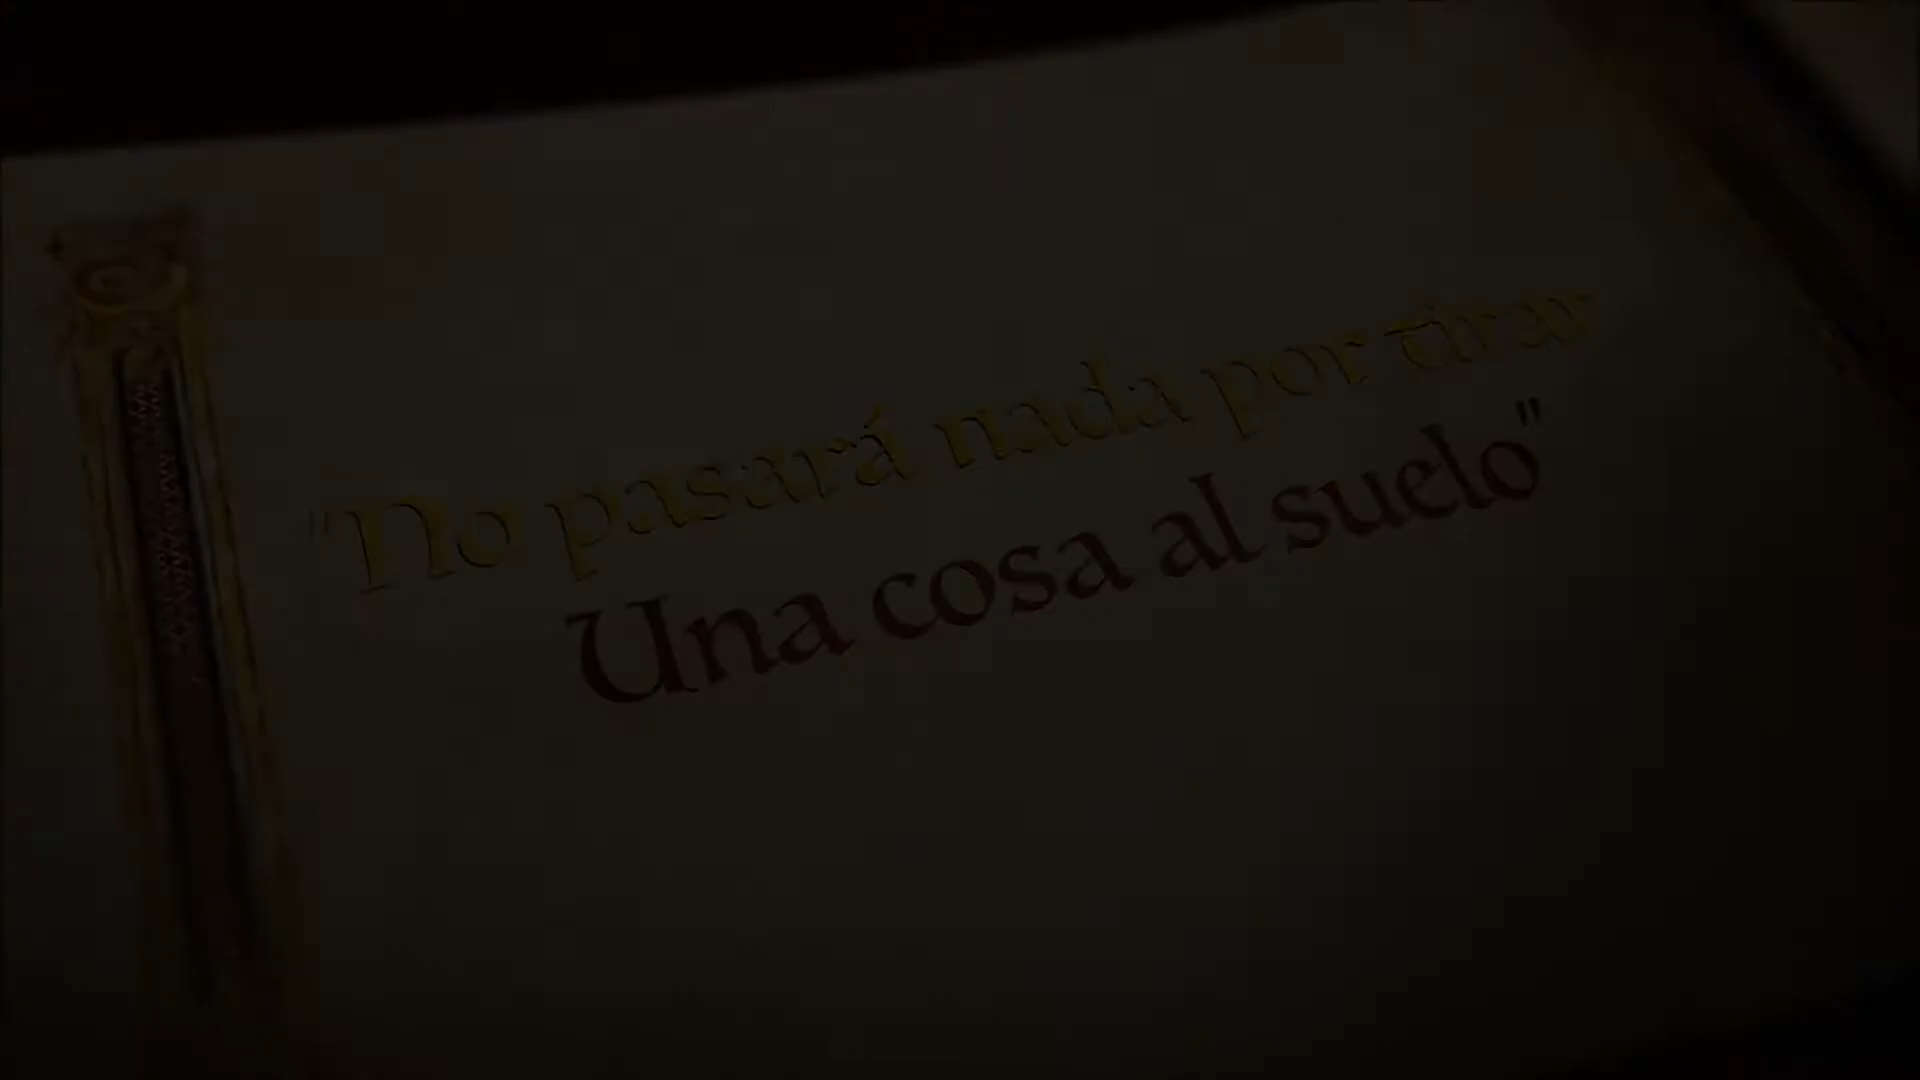 "No pasará nada por tirar
Una cosa al suelo"